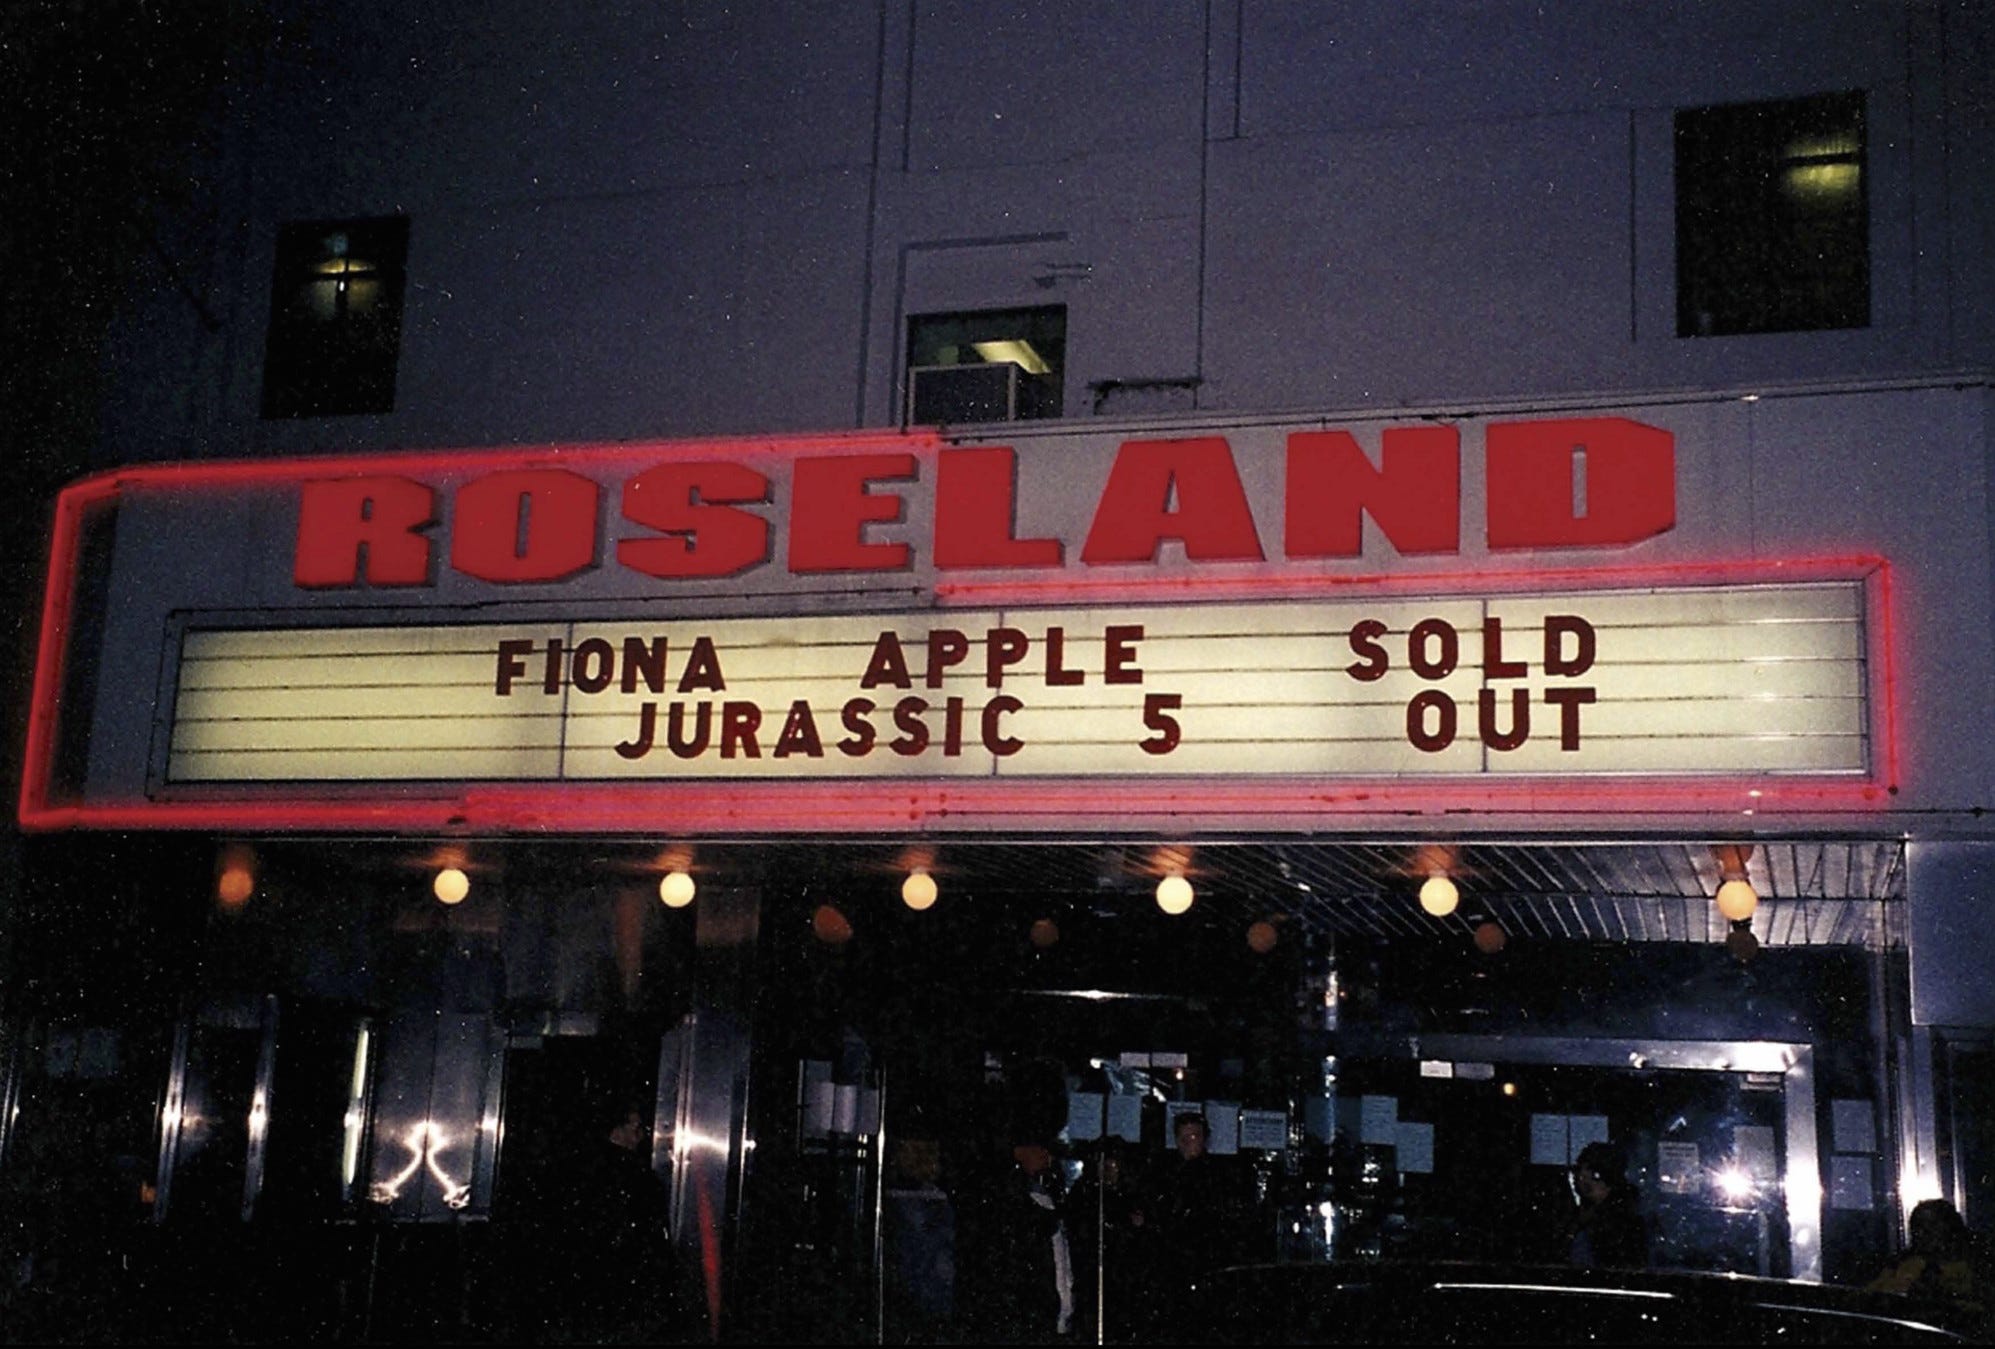 ROSELAND
FIONA APPLE SOLD
JURASSIC 5 OUT